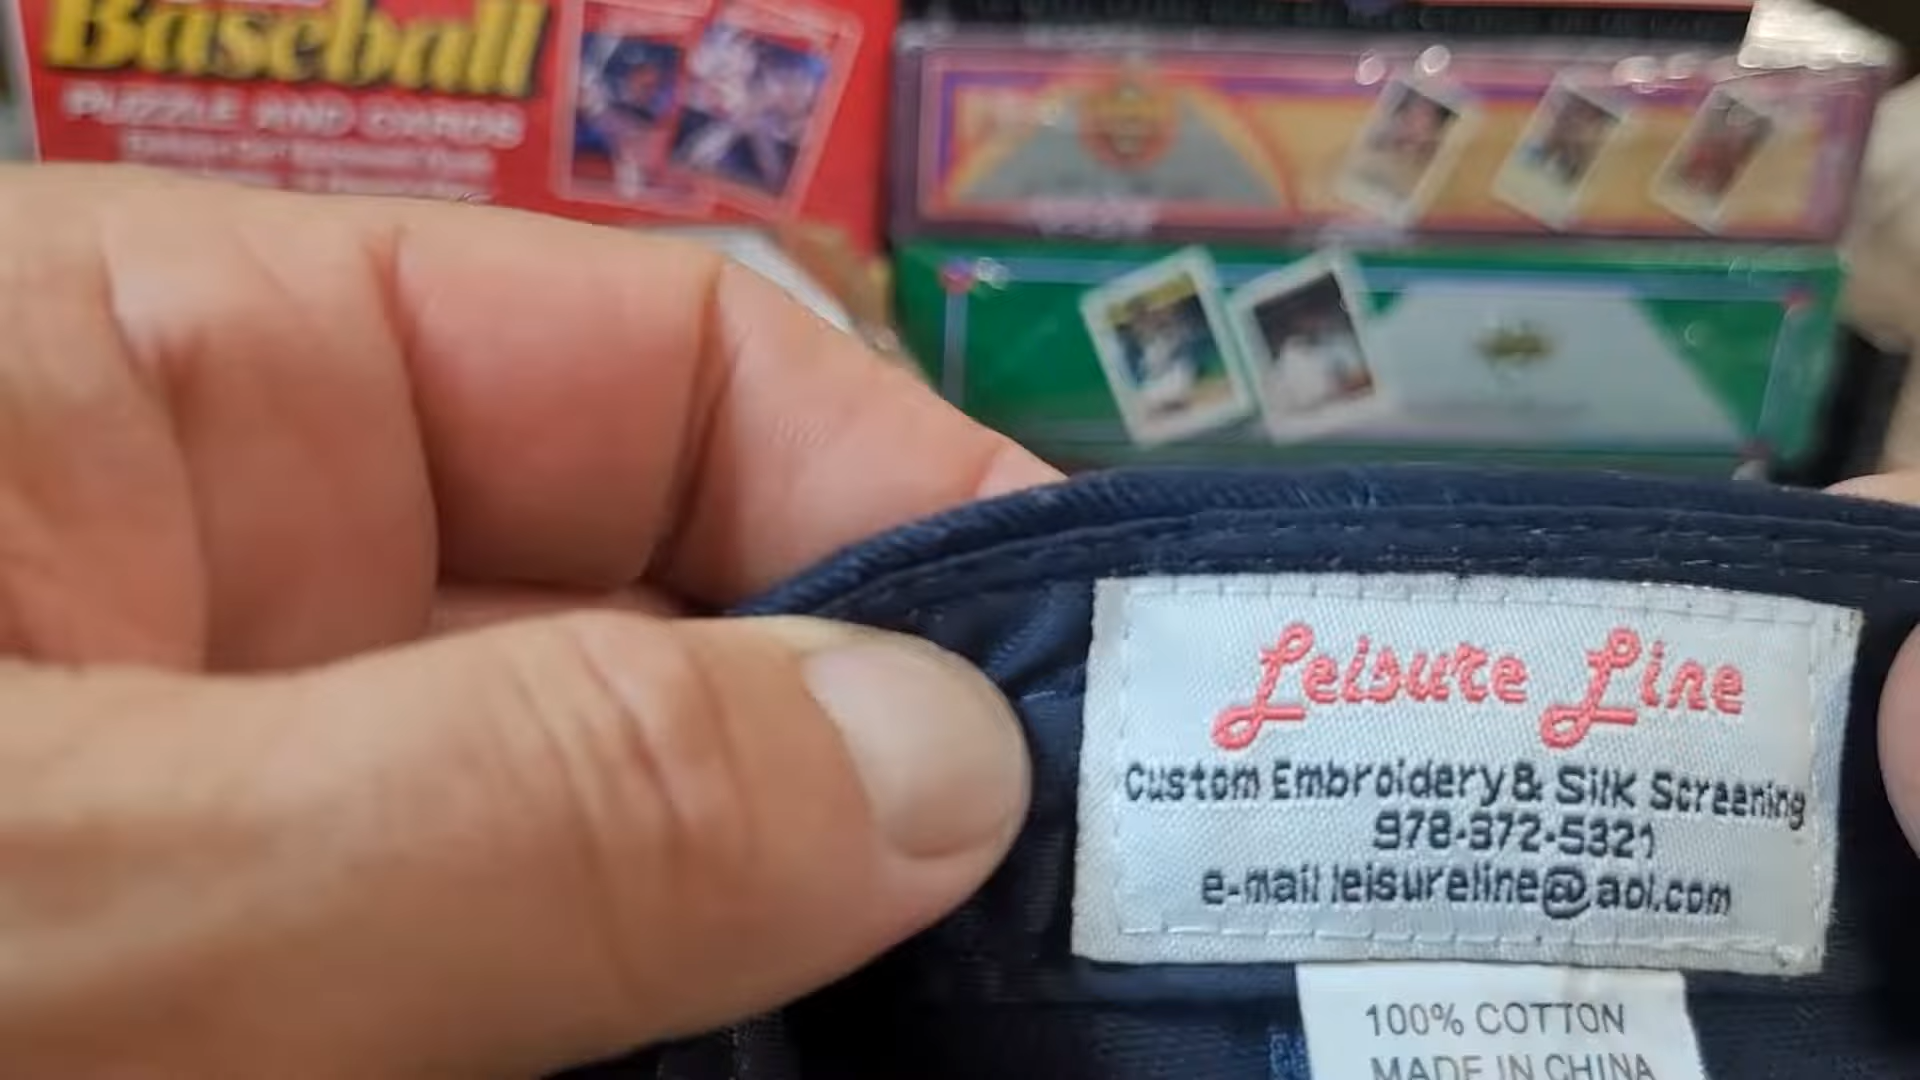 Baseball
PUZZLE AND CARDS
Leisure Line
Custom Embroidery & Silk Screening
978-372-5321
e-mail leisureline@aol.com
100% COTTON
MADE IN CHINA